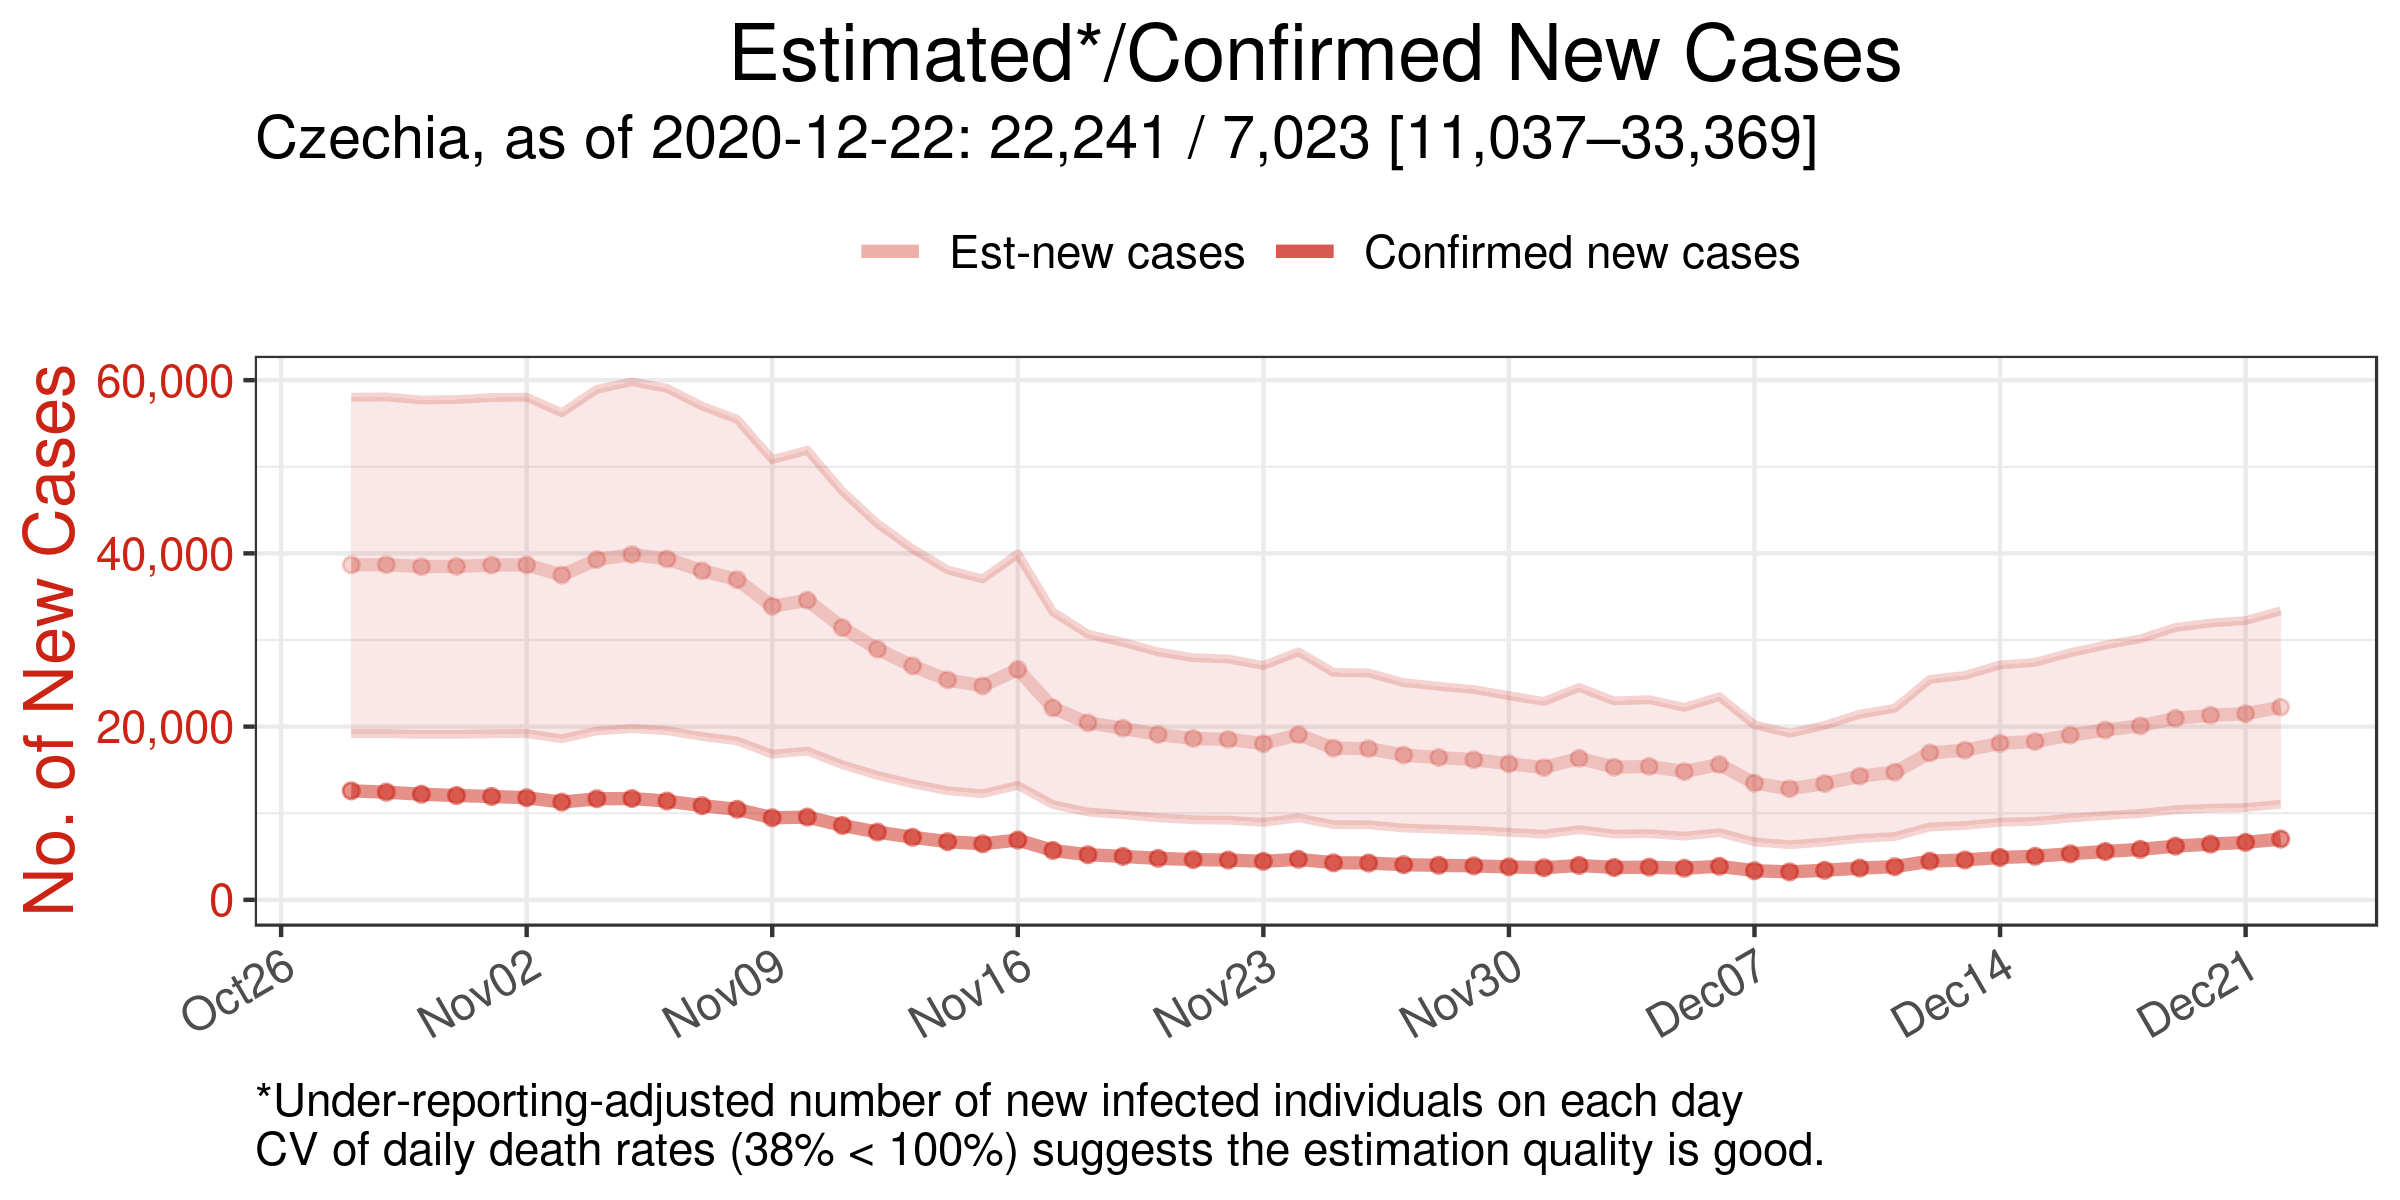 Estimated*/Confirmed New Cases
Czechia, as of 2020-12-22: 22,241 / 7,023 [11,037–33,369]
Est-new cases
Confirmed new cases
No. of New Cases
60,000
40,000
20,000
0
Oct26
Nov02
Nov09
Nov16
Nov23
Nov30
Dec07
Dec14
Dec21
*Under-reporting-adjusted number of new infected individuals on each day
CV of daily death rates (38% < 100%) suggests the estimation quality is good.